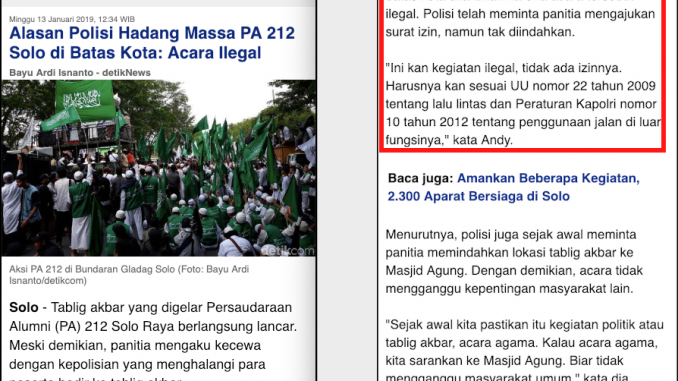 Minggu 13 Januari 2019, 12:34 WIB
Alasan Polisi Hadang Massa PA 212
Solo di Batas Kota: Acara Ilegal
Bayu Ardi Isnanto - detikNews
detikcom
Aksi PA 212 di Bundaran Gladag Solo (Foto: Bayu Ardi
Isnanto/detikcom)
Solo - Tablig akbar yang digelar Persaudaraan
Alumni (PA) 212 Solo Raya berlangsung lancar.
Meski demikian, panitia mengaku kecewa
dengan kepolisian yang menghalangi para
ilegal. Polisi telah meminta panitia mengajukan
surat izin, namun tak diindahkan.
"Ini kan kegiatan ilegal, tidak ada izinnya.
Harusnya kan sesuai UU nomor 22 tahun 2009
tentang lalu lintas dan Peraturan Kapolri nomor
10 tahun 2012 tentang penggunaan jalan di luar
fungsinya," kata Andy.
Baca juga: Amankan Beberapa Kegiatan,
2.300 Aparat Bersiaga di Solo
Menurutnya, polisi juga sejak awal meminta
panitia memindahkan lokasi tablig akbar ke
Masjid Agung. Dengan demikian, acara tidak
mengganggu kepentingan masyarakat lain.
"Sejak awal kita pastikan itu kegiatan politik atau
tablig akbar, acara agama. Kalau acara agama,
kita sarankan ke Masjid Agung. Biar tidak
mengganggu masyarakat umum," kata dia